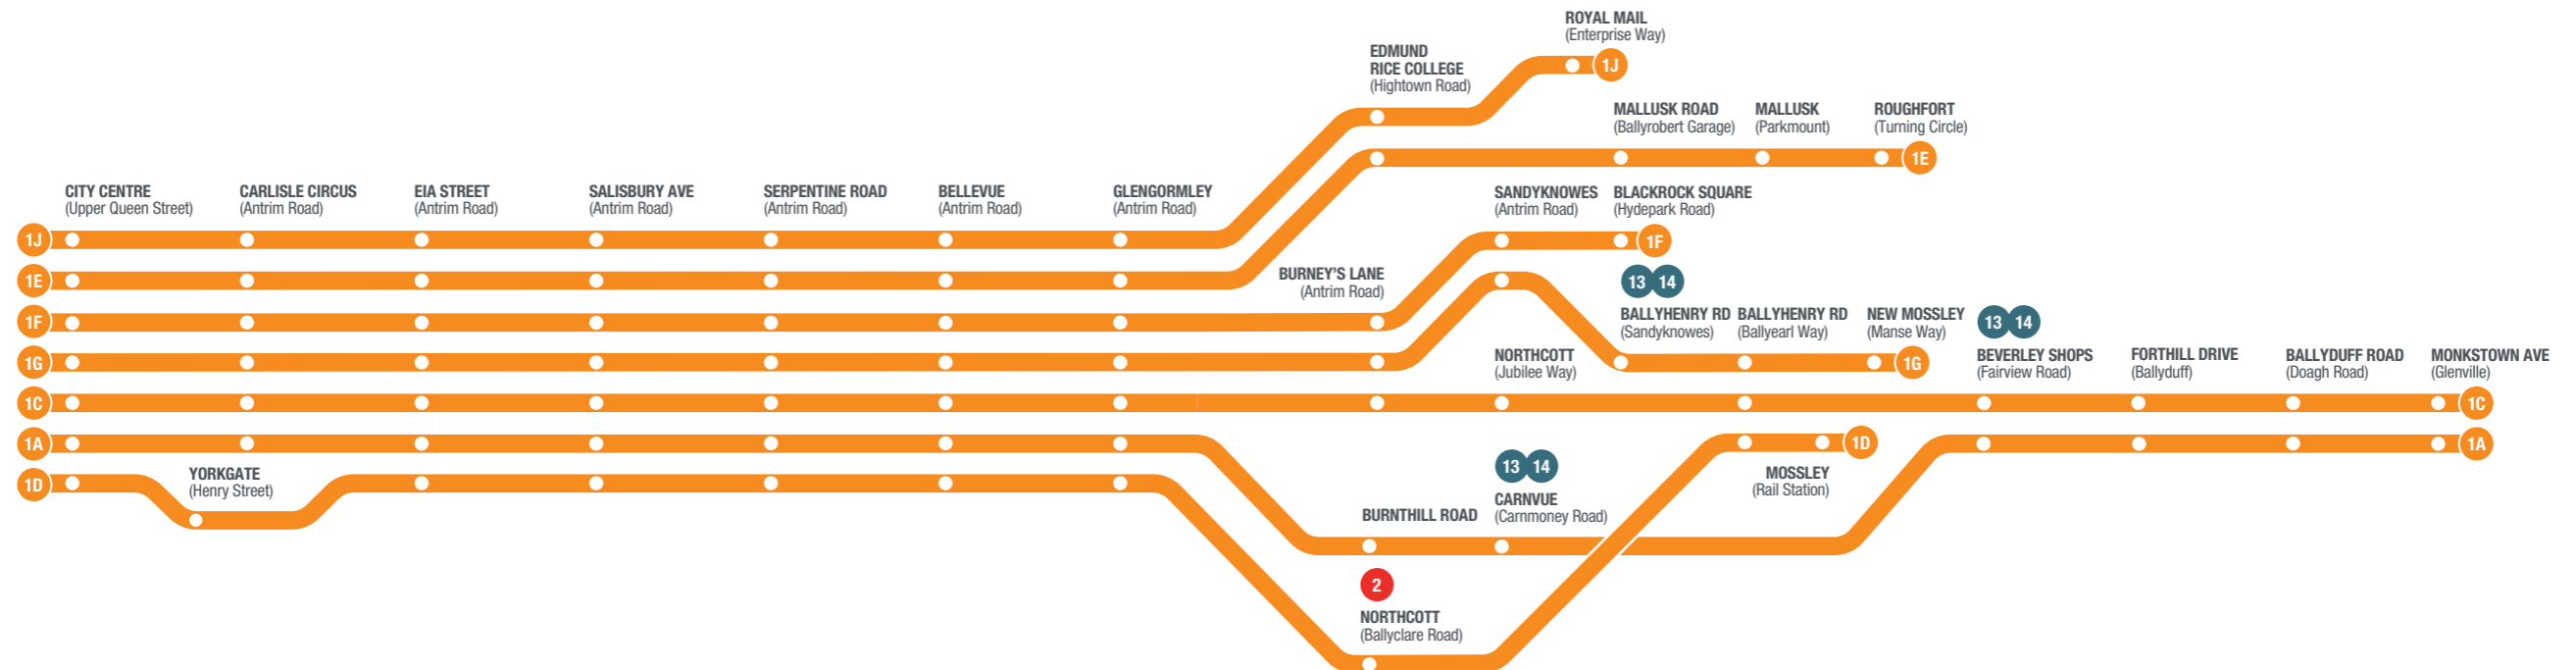 ROYAL MAIL
(Enterprise Way)
EDMUND
RICE COLLEGE
(Hightown Road)
1J
MALLUSK ROAD
(Ballyrobert Garage)
MALLUSK
(Parkmount)
ROUGHFORT
(Turning Circle)
1E
CITY CENTRE
(Upper Queen Street)
CARLISLE CIRCUS
(Antrim Road)
EIA STREET
(Antrim Road)
SALISBURY AVE
(Antrim Road)
SERPENTINE ROAD
(Antrim Road)
BELLEVUE
(Antrim Road)
GLENGORMLEY
(Antrim Road)
SANDYKNOWES
(Antrim Road)
BLACKROCK SQUARE
(Hydepark Road)
1J
1F
1E
BURNEY'S LANE
(Antrim Road)
13 14
1F
BALLYHENRY RD
(Sandyknowes)
BALLYHENRY RD
(Ballyearl Way)
NEW MOSSLEY
(Manse Way)
13 14
1G
NORTHCOTT
(Jubilee Way)
1G
BEVERLEY SHOPS
(Fairview Road)
FORTHILL DRIVE
(Ballyduff)
BALLYDUFF ROAD
(Doagh Road)
MONKSTOWN AVE
(Glenville)
1C
1C
1A
1D
1A
1D
YORKGATE
(Henry Street)
13 14
CARNVUE
(Carnmoney Road)
MOSSLEY
(Rail Station)
BURNTHILL ROAD
2
NORTHCOTT
(Ballyclare Road)